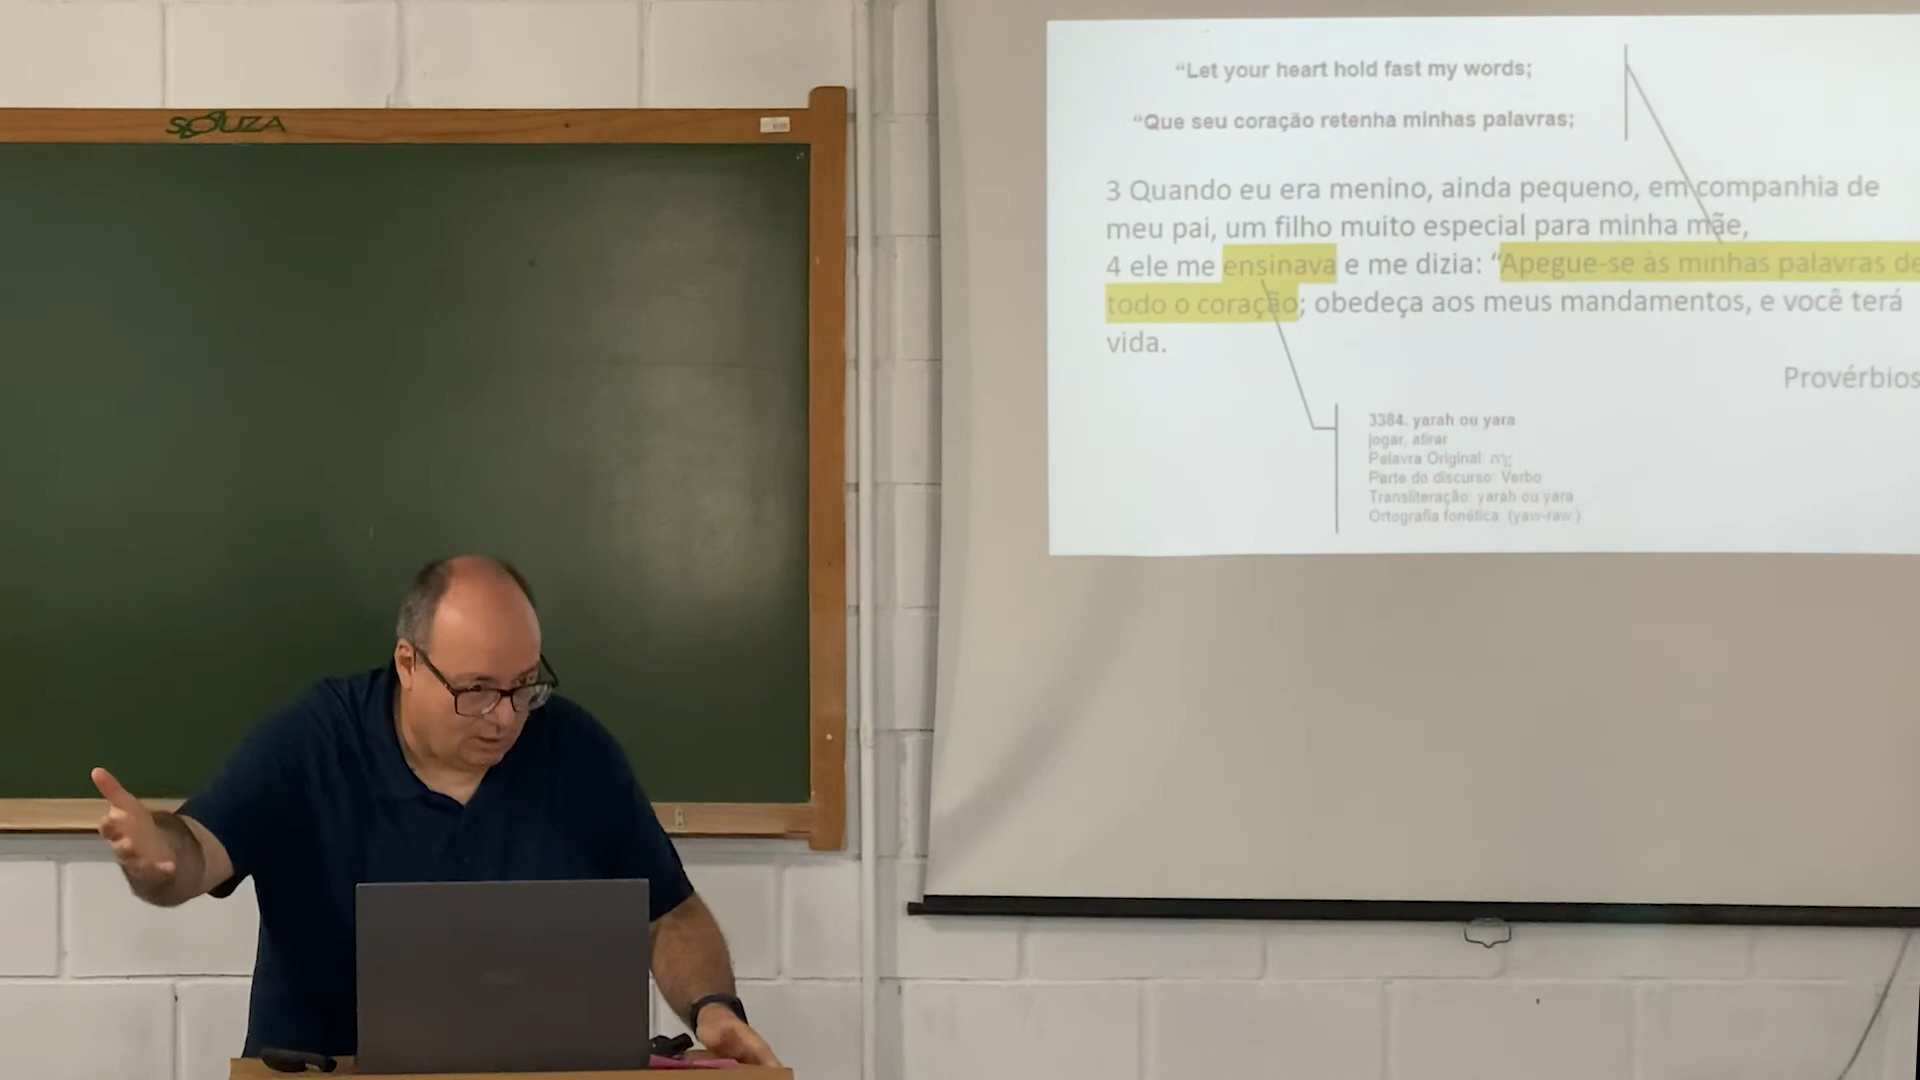 SOUZA
“Let your heart hold fast my words;
“Que seu coração retenha minhas palavras;
3 Quando eu era menino, ainda pequeno, em companhia de
meu pai, um filho muito especial para minha mãe,
4 ele me ensinava e me dizia: “Apegue-se às minhas palavras de
todo o coração; obedeça aos meus mandamentos, e você terá
vida.
Provérbios
3384. yarah ou yara
jogar, atirar
Palavra Original:
Parte do discurso: Verbo
Transliteração: yarah ou yara
Ortografia fonética: (yaw-raw')